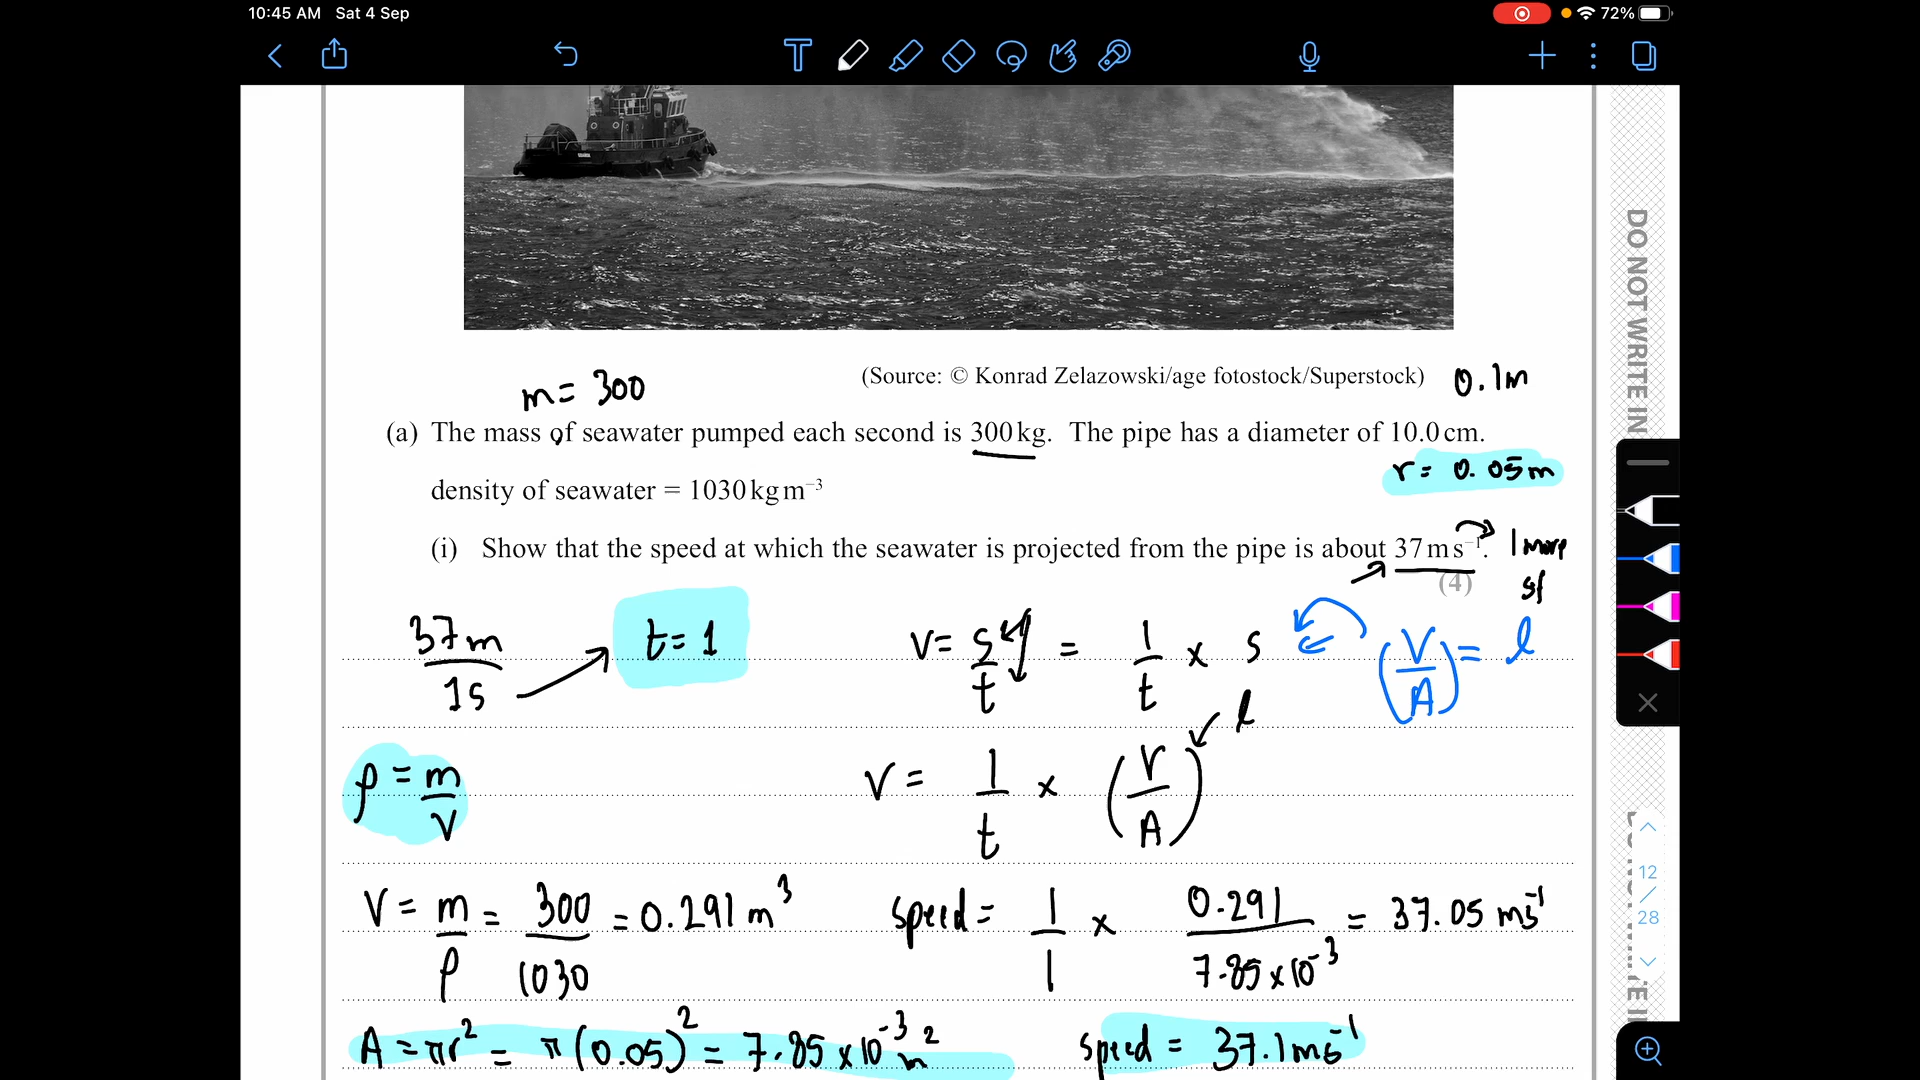 10:45 AM Sat 4 Sep
72%
T
DO NOT WRITE IN
(Source: © Konrad Zelazowski/age fotostock/Superstock)
0.1m
m = 300
(a) The mass of seawater pumped each second is 300 kg. The pipe has a diameter of 10.0 cm.
r = 0.05m
density of seawater = 1030 kg m⁻³
(i) Show that the speed at which the seawater is projected from the pipe is about 37 m s⁻¹.
1 more
sf
(4)
37m / 1s
t = 1
v = s/t = 1/t × s
(V/A) = l
l
ρ = m/V
v = 1/t × (V/A)
V = m/ρ = 300/1030 = 0.291 m³
speed = 1/1 × 0.291/7.85×10⁻³ = 37.05 ms⁻¹
A = πr² = π(0.05)² = 7.85×10⁻³ m²
speed = 37.1 ms⁻¹
12
/
28